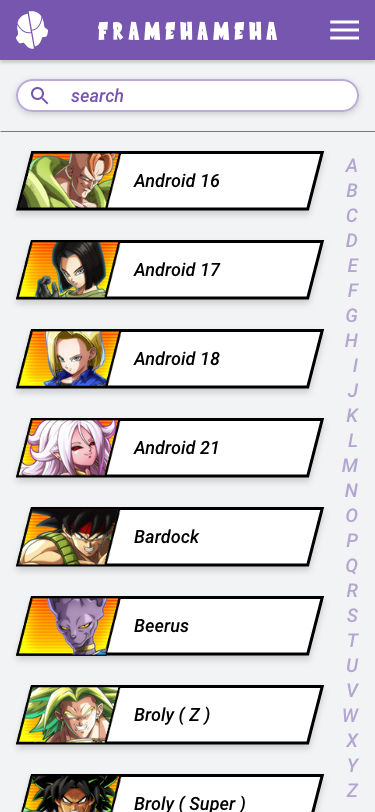 FRAMEHAMEHA
search
Android 16
Android 17
Android 18
Android 21
Bardock
Beerus
Broly ( Z )
Broly ( Super )
A
B
C
D
E
F
G
H
I
J
K
L
M
N
O
P
Q
R
S
T
U
V
W
X
Y
Z